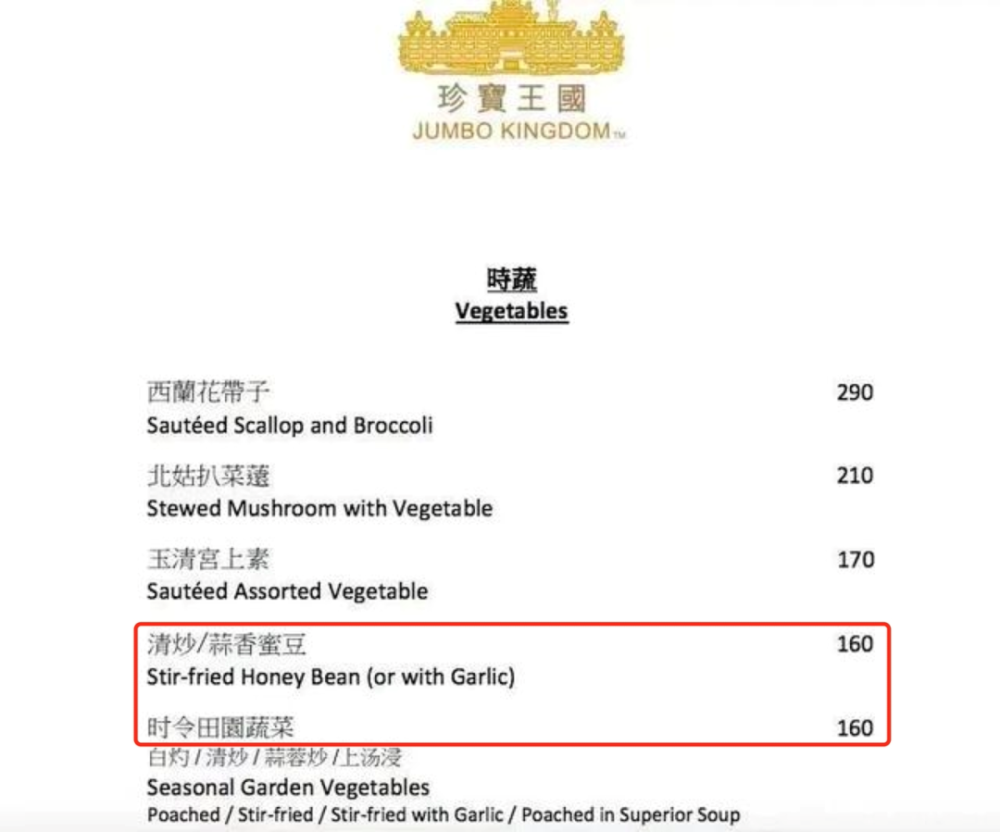 珍寶王國
JUMBO KINGDOM™
時蔬
Vegetables
西蘭花帶子 290
Sautéed Scallop and Broccoli
北姑扒菜薳 210
Stewed Mushroom with Vegetable
玉清宮上素 170
Sautéed Assorted Vegetable
清炒/蒜香蜜豆 160
Stir-fried Honey Bean (or with Garlic)
时令田園蔬菜 160
白灼 / 清炒 / 蒜蓉炒 /上汤浸
Seasonal Garden Vegetables
Poached / Stir-fried / Stir-fried with Garlic / Poached in Superior Soup